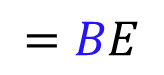 = BE